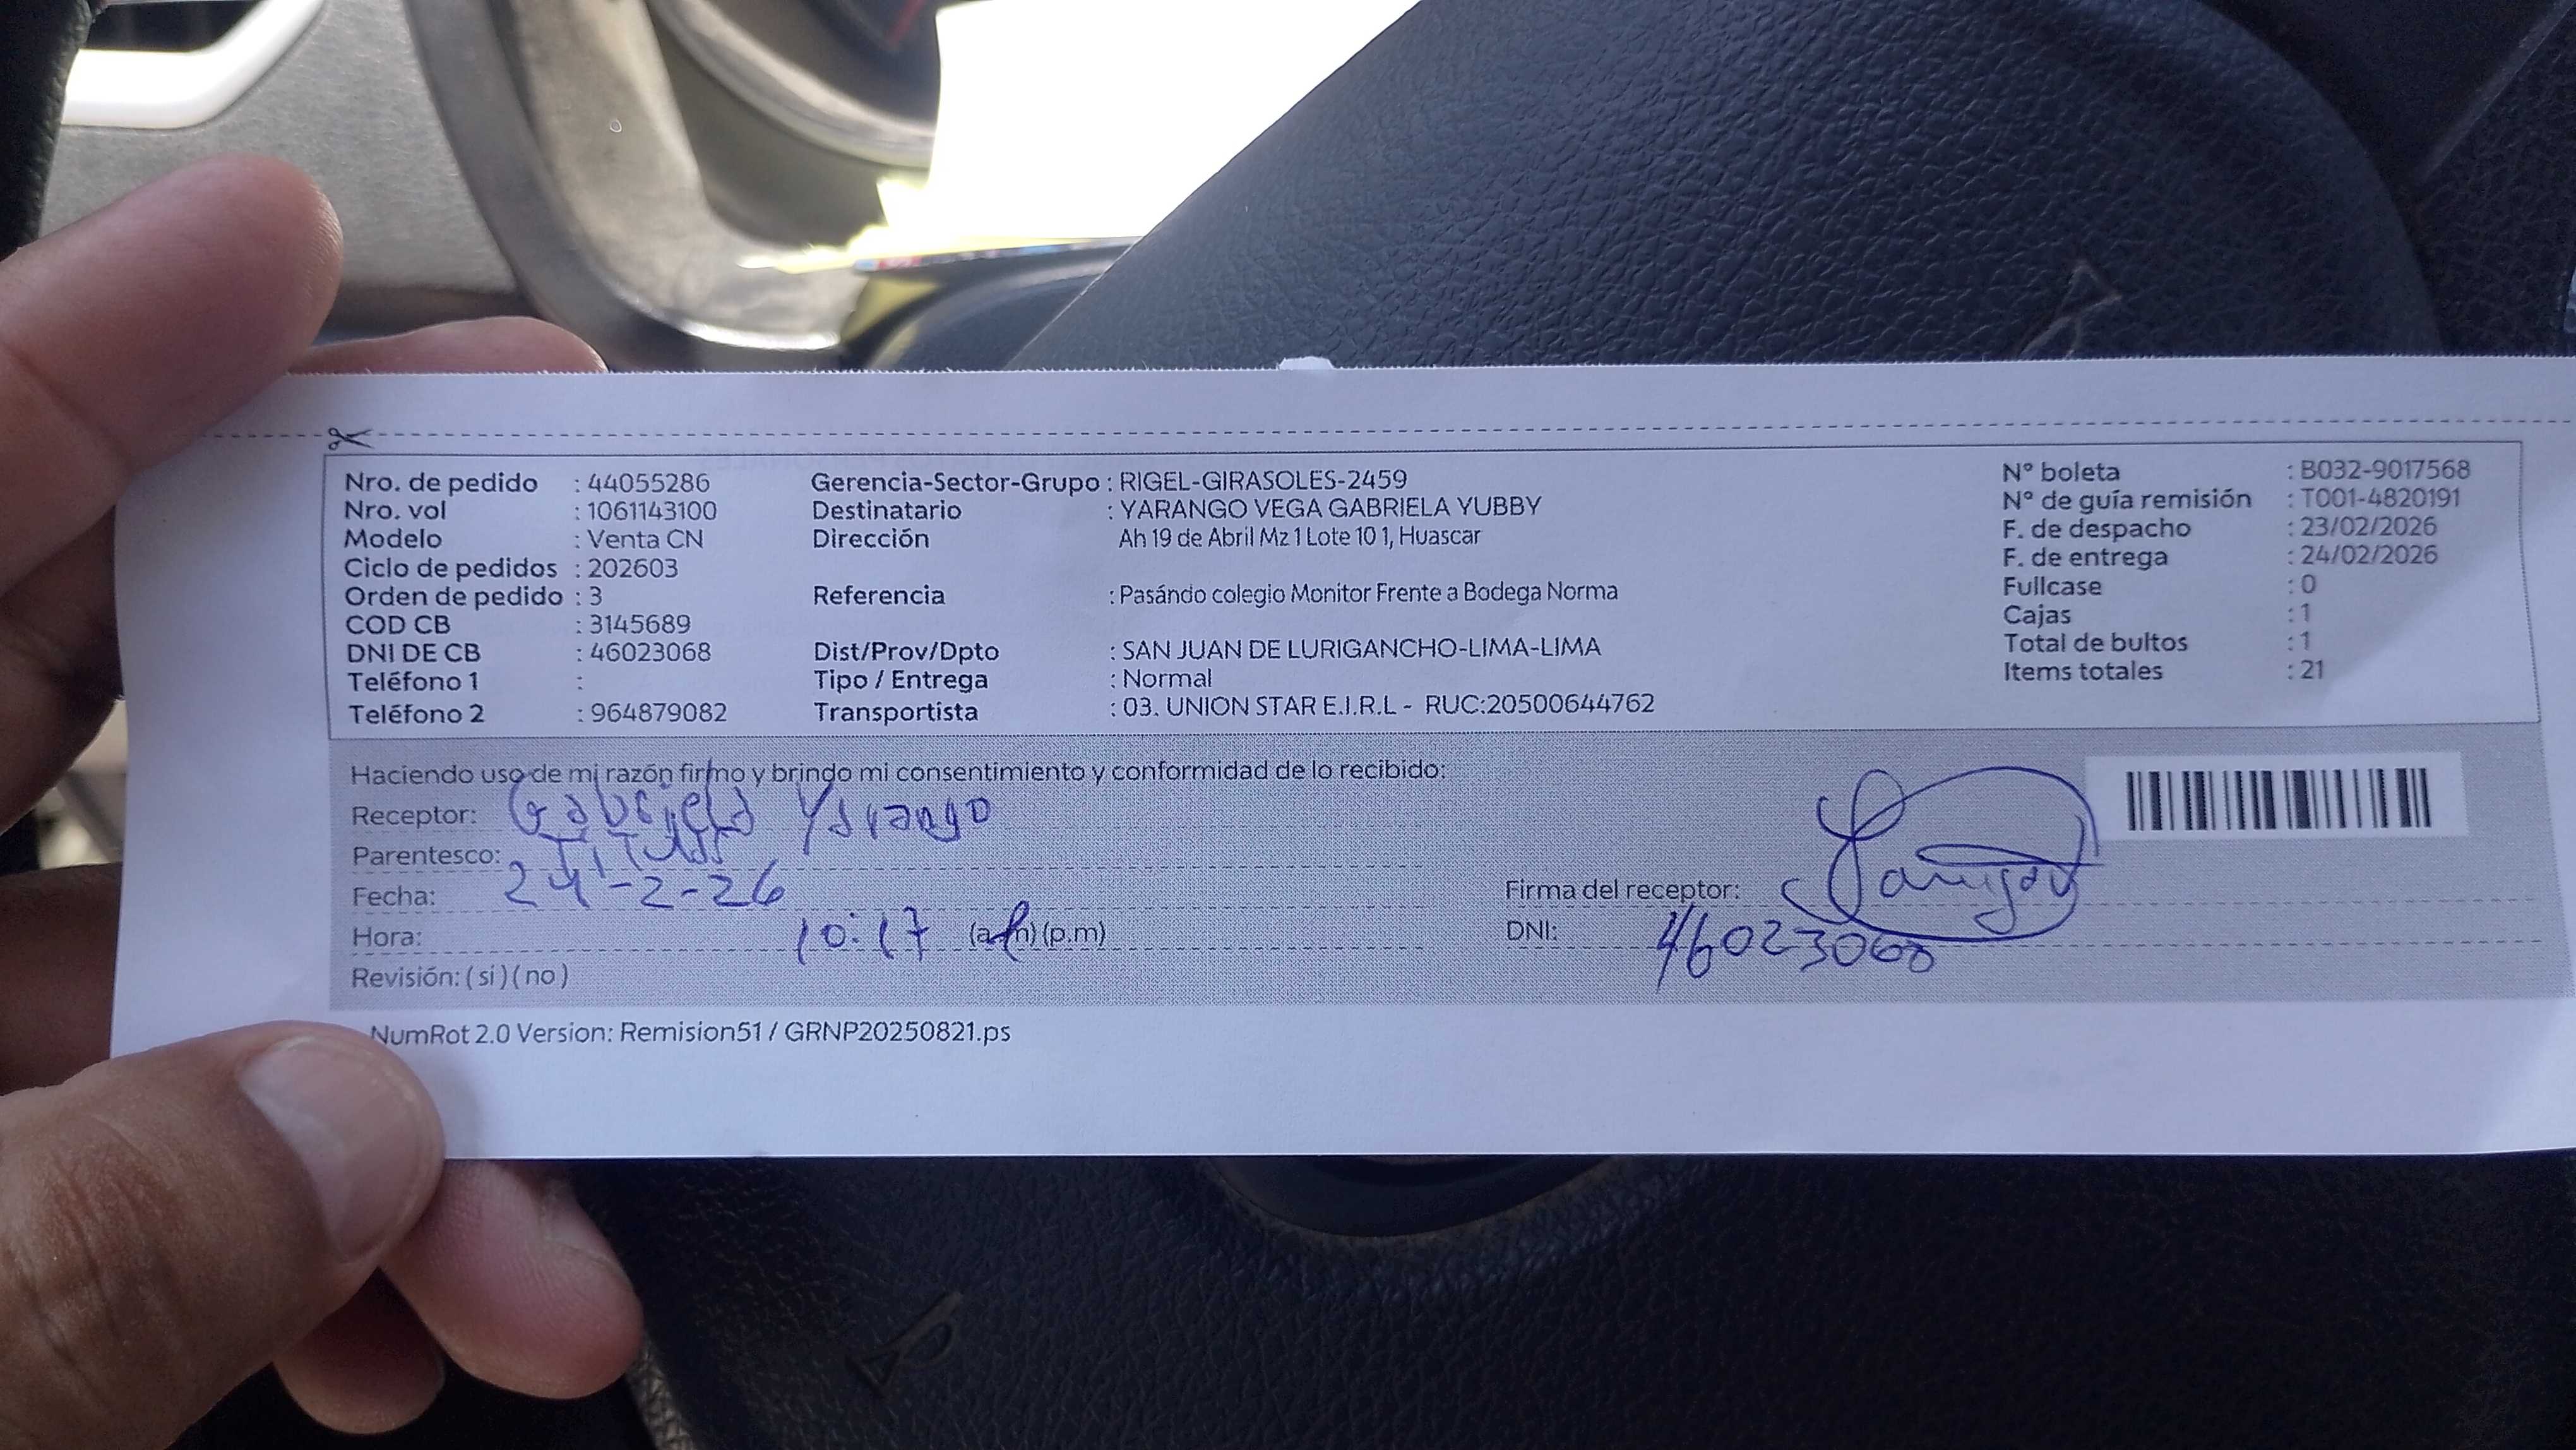 Nro. de pedido : 44055286
Nro. vol : 1061143100
Modelo : Venta CN
Ciclo de pedidos : 202603
Orden de pedido : 3
COD CB : 3145689
DNI DE CB : 46023068
Teléfono 1 :
Teléfono 2 : 964879082
Gerencia-Sector-Grupo : RIGEL-GIRASOLES-2459
Destinatario : YARANGO VEGA GABRIELA YUBBY
Dirección Ah 19 de Abril Mz 1 Lote 10 1, Huascar
Referencia : Pasándo colegio Monitor Frente a Bodega Norma
Dist/Prov/Dpto : SAN JUAN DE LURIGANCHO-LIMA-LIMA
Tipo / Entrega : Normal
Transportista : 03. UNION STAR E.I.R.L - RUC:20500644762
N° boleta : B032-9017568
N° de guía remisión : T001-4820191
F. de despacho : 23/02/2026
F. de entrega : 24/02/2026
Fullcase : 0
Cajas : 1
Total de bultos : 1
Items totales : 21
Haciendo uso de mi razón firmo y brindo mi consentimiento y conformidad de lo recibido:
Receptor: Gabriela Yarango
Parentesco: Titular
Fecha: 24-2-26
Hora: 10:17 (a.m) (p.m)
Revisión: ( si ) ( no )
Firma del receptor:
DNI: 46023068
NumRot 2.0 Version: Remision51 / GRNP20250821.ps